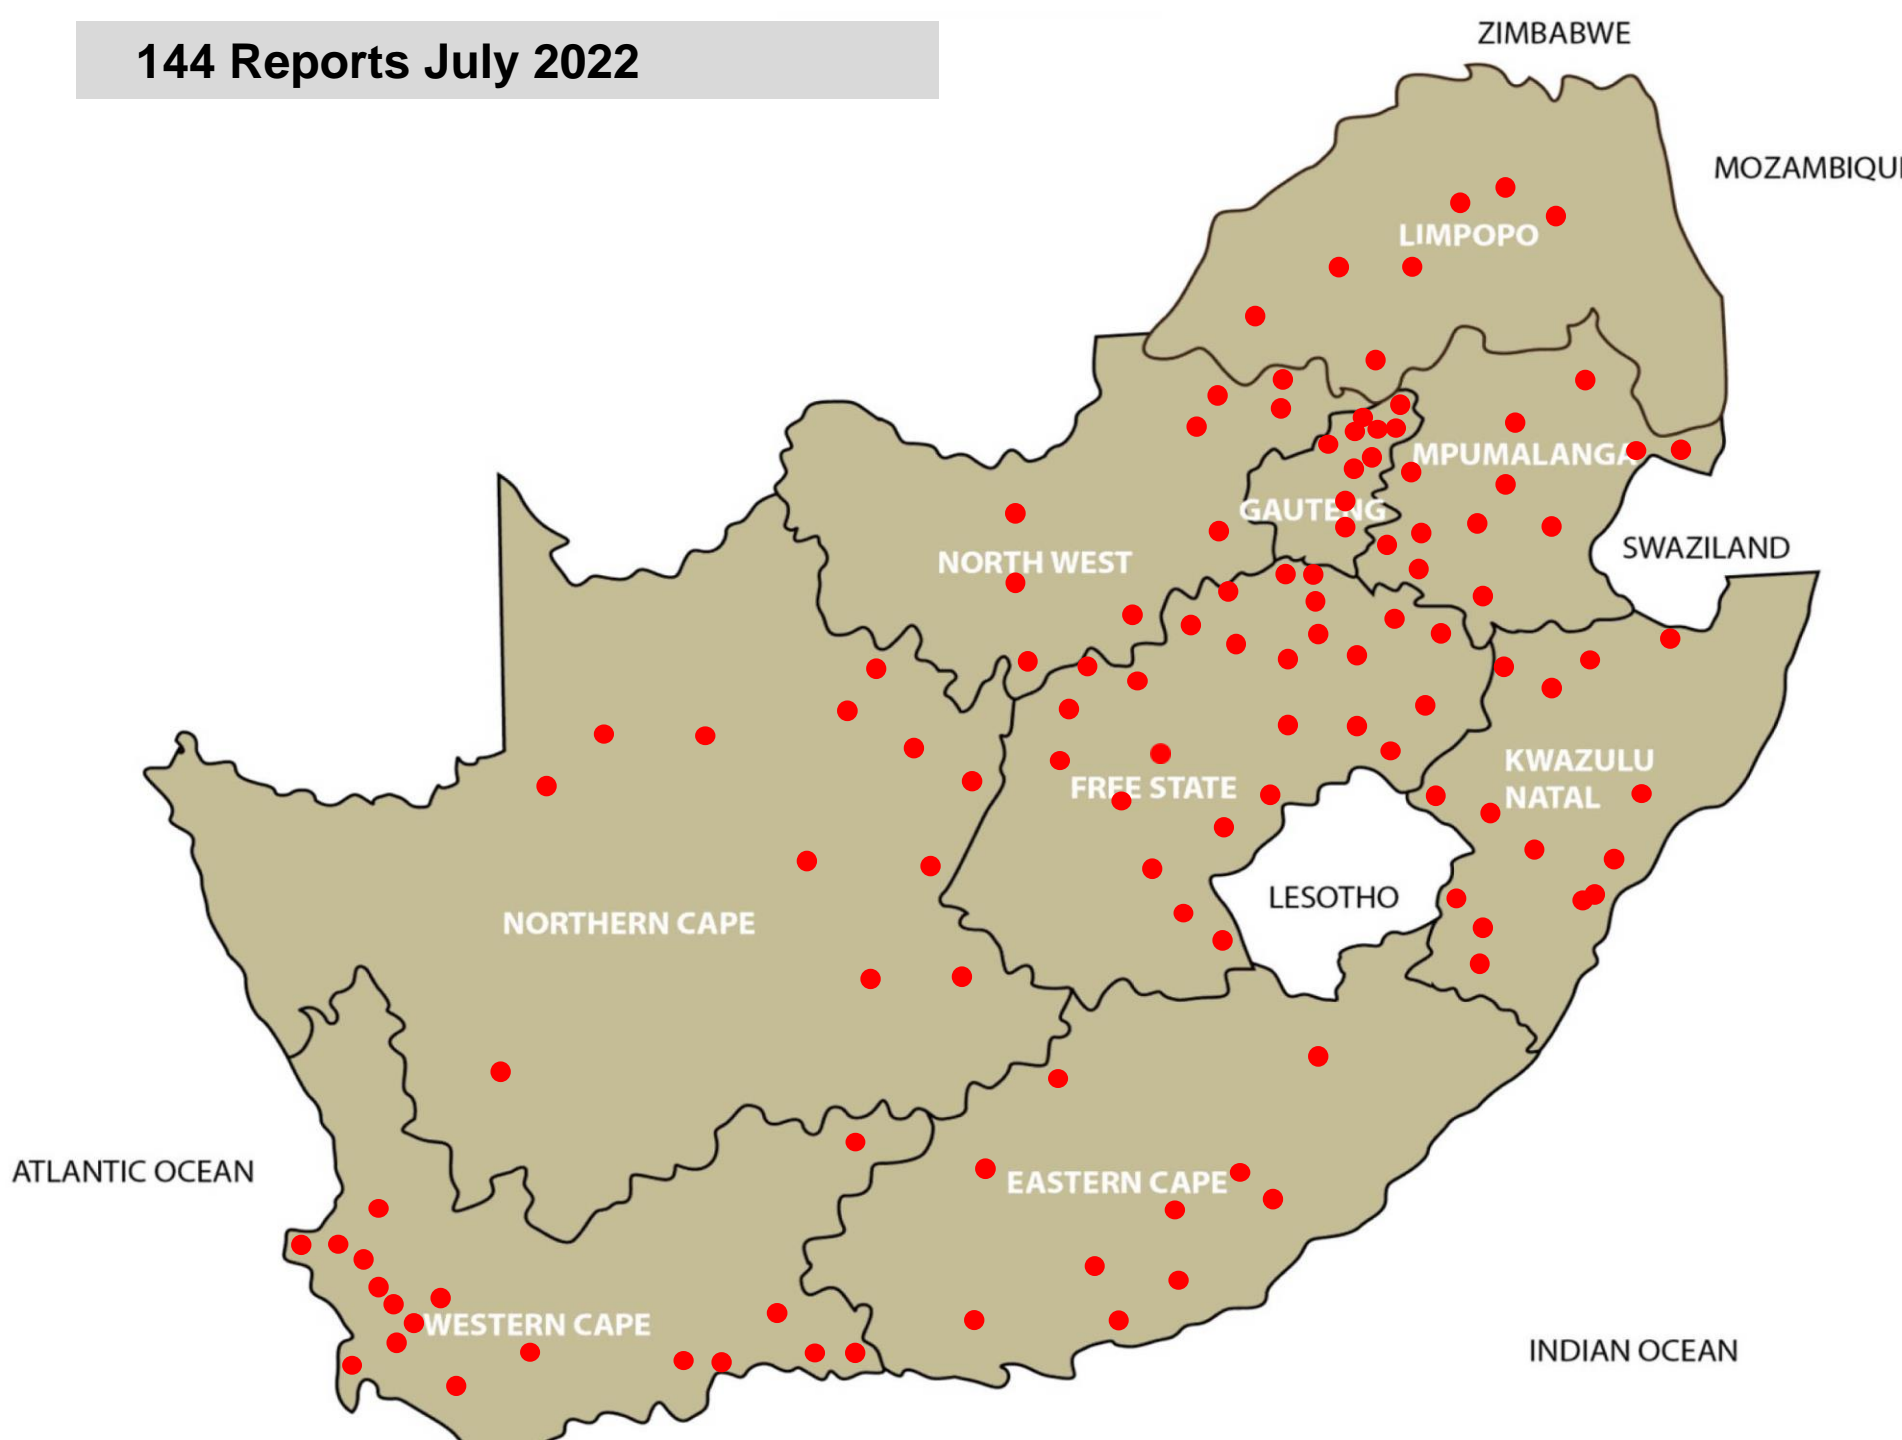 144 Reports July 2022
ZIMBABWE
MOZAMBIQUE
LIMPOPO
MPUMALANGA
GAUTENG
SWAZILAND
NORTH WEST
KWAZULU
NATAL
FREE STATE
LESOTHO
NORTHERN CAPE
ATLANTIC OCEAN
EASTERN CAPE
WESTERN CAPE
INDIAN OCEAN